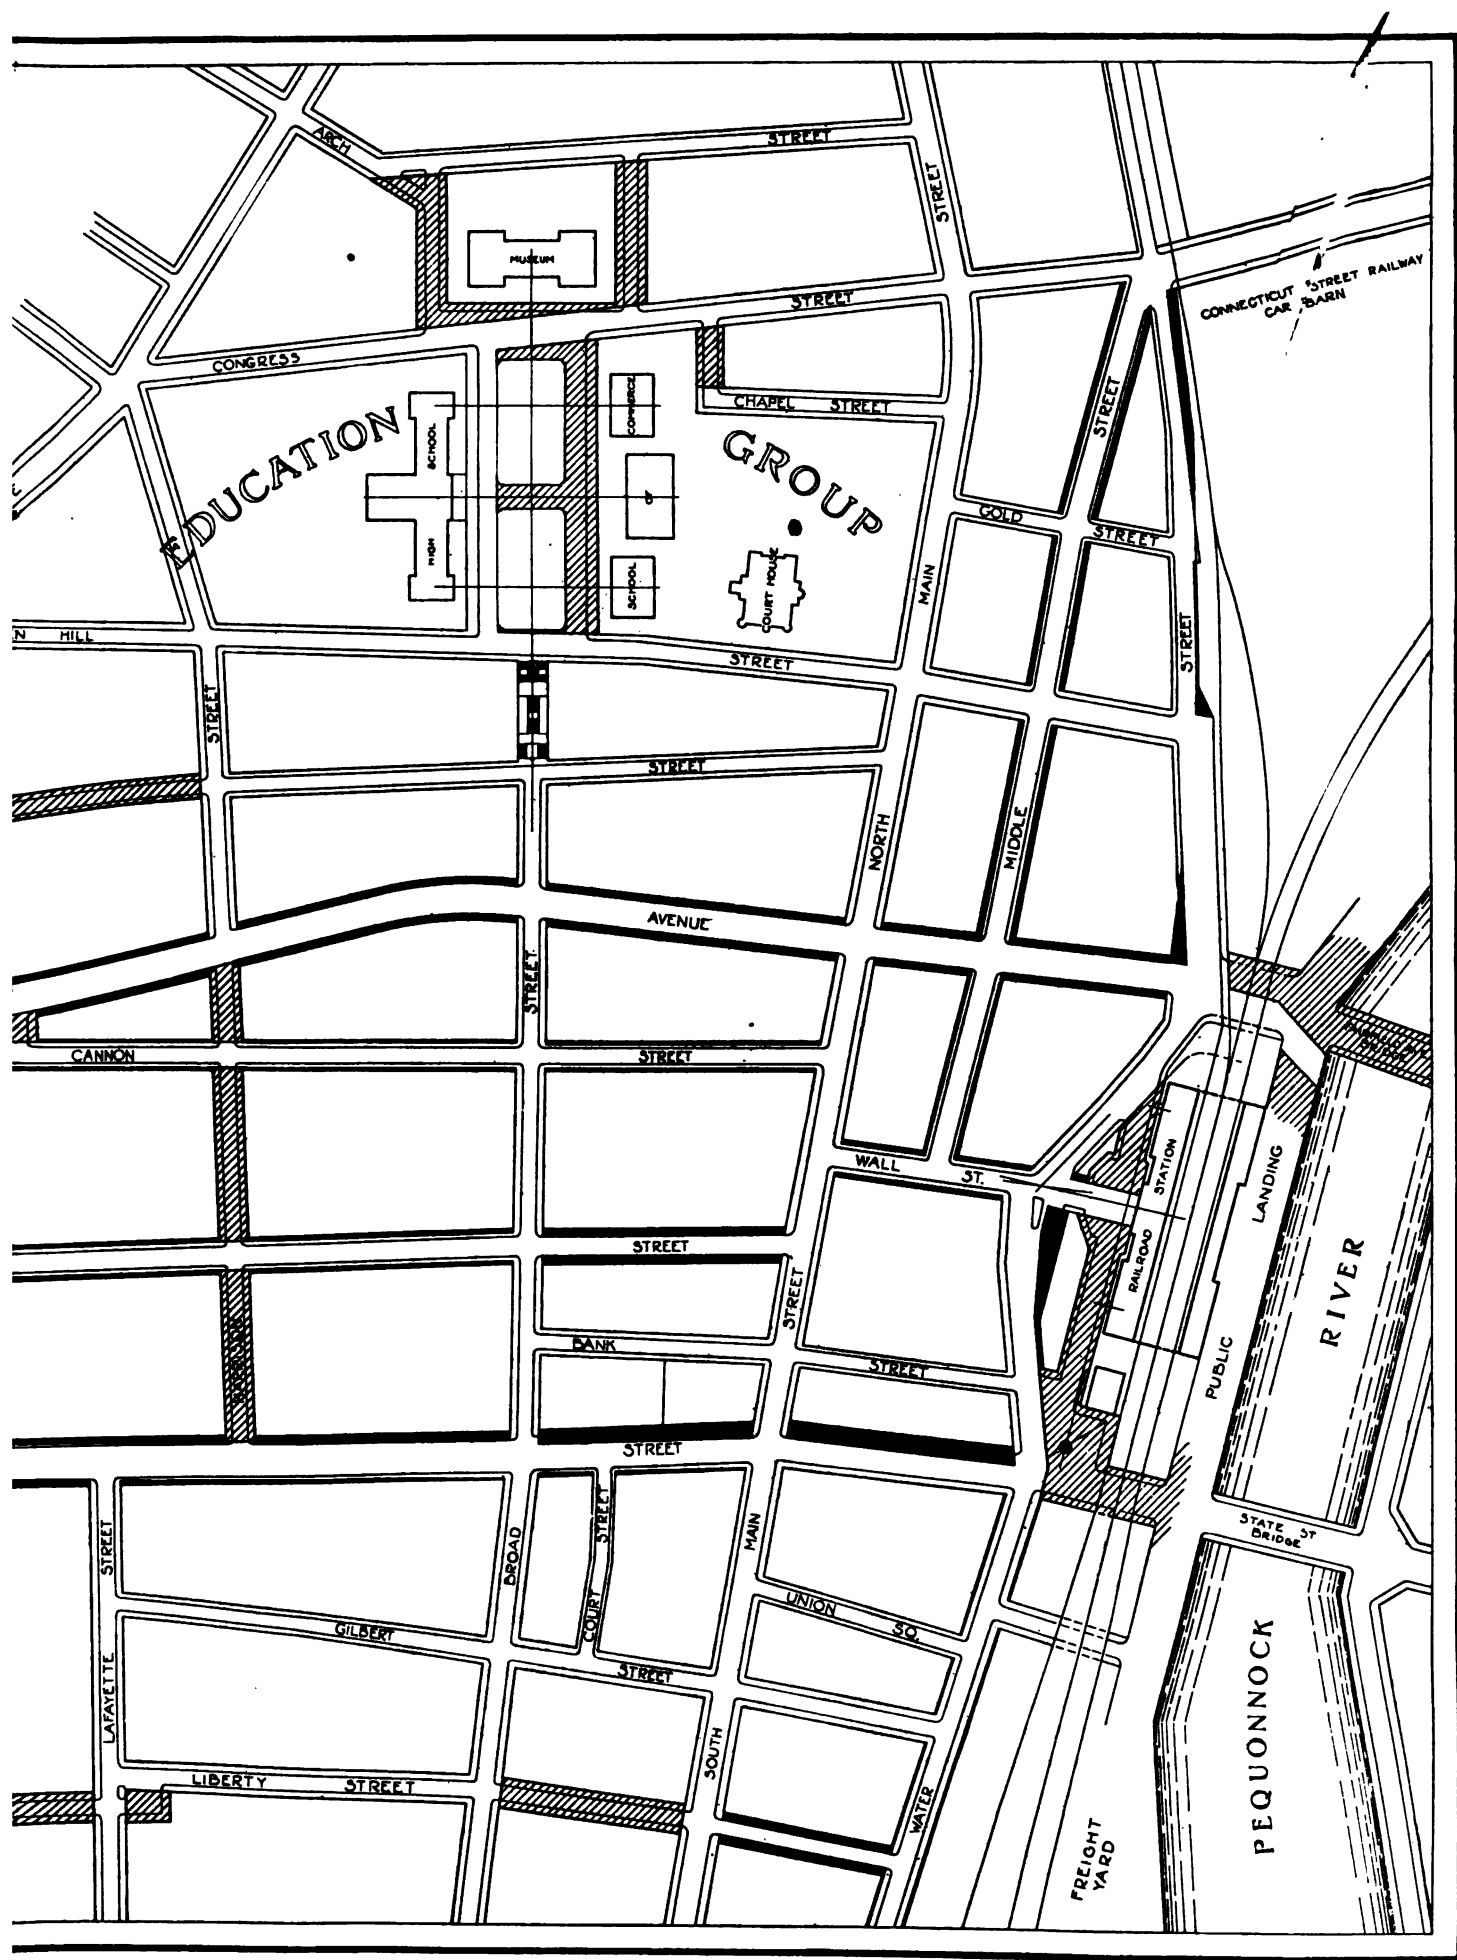 ARCH
STREET
STREET
MUSEUM
STREET
CONNECTICUT STREET RAILWAY
CAR BARN
CONGRESS
EDUCATION
GROUP
SCHOOL
HIGH
COMMERCE
OF
SCHOOL
CHAPEL STREET
COURT HOUSE
STREET
GOLD
STREET
MAIN
STREET
N HILL
STREET
STREET
STREET
NORTH
MIDDLE
AVENUE
STREET
CANNON
STREET
WALL ST.
STATION
RAILROAD
LANDING
PUBLIC
RIVER
STREET
STREET
BANK
STREET
STREET
STATE ST
BRIDGE
STREET
LAFAYETTE
BROAD
COURT STREET
MAIN
UNION SQ.
GILBERT
STREET
SOUTH
WATER
LIBERTY STREET
FREIGHT
YARD
PEQUONNOCK